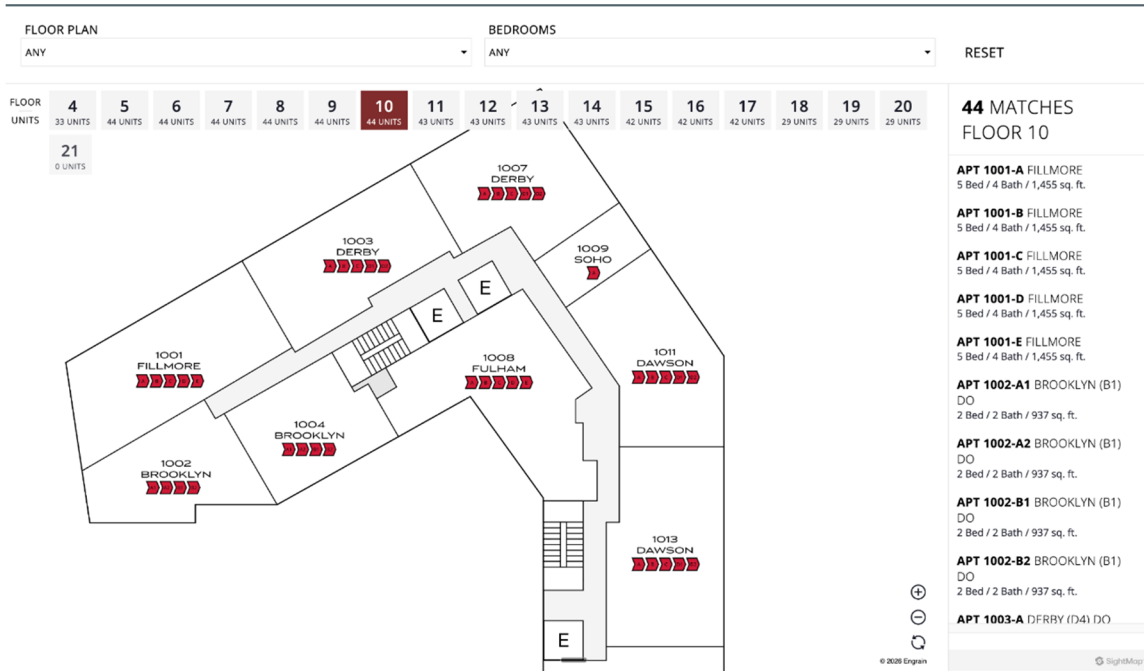 FLOOR PLAN
ANY
BEDROOMS
ANY
RESET
FLOOR
UNITS
4
33 UNITS
5
44 UNITS
6
44 UNITS
7
44 UNITS
8
44 UNITS
9
44 UNITS
10
44 UNITS
11
43 UNITS
12
43 UNITS
13
43 UNITS
14
43 UNITS
15
42 UNITS
16
42 UNITS
17
42 UNITS
18
29 UNITS
19
29 UNITS
20
29 UNITS
21
0 UNITS
1007
DERBY
1003
DERBY
1009
SOHO
E
E
1001
FILLMORE
1008
FULHAM
1011
DAWSON
1004
BROOKLYN
1002
BROOKLYN
1013
DAWSON
E
© 2026 Engrain
44 MATCHES
FLOOR 10
APT 1001-A FILLMORE
5 Bed / 4 Bath / 1,455 sq. ft.
APT 1001-B FILLMORE
5 Bed / 4 Bath / 1,455 sq. ft.
APT 1001-C FILLMORE
5 Bed / 4 Bath / 1,455 sq. ft.
APT 1001-D FILLMORE
5 Bed / 4 Bath / 1,455 sq. ft.
APT 1001-E FILLMORE
5 Bed / 4 Bath / 1,455 sq. ft.
APT 1002-A1 BROOKLYN (B1)
DO
2 Bed / 2 Bath / 937 sq. ft.
APT 1002-A2 BROOKLYN (B1)
DO
2 Bed / 2 Bath / 937 sq. ft.
APT 1002-B1 BROOKLYN (B1)
DO
2 Bed / 2 Bath / 937 sq. ft.
APT 1002-B2 BROOKLYN (B1)
DO
2 Bed / 2 Bath / 937 sq. ft.
APT 1003-A DERBY (D4) DO
SightMap